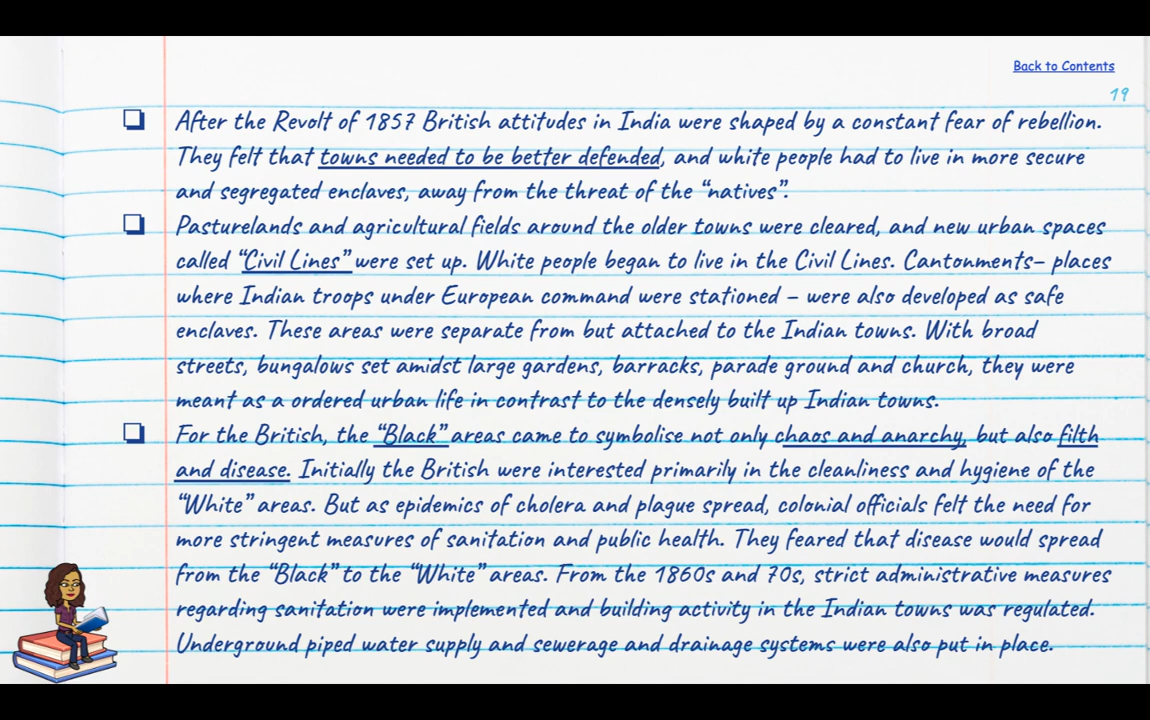 Back to Contents
19
❑ After the Revolt of 1857 British attitudes in India were shaped by a constant fear of rebellion.
They felt that towns needed to be better defended, and white people had to live in more secure
and segregated enclaves, away from the threat of the “natives”.
❑ Pasturelands and agricultural fields around the older towns were cleared, and new urban spaces
called “Civil Lines” were set up. White people began to live in the Civil Lines. Cantonments– places
where Indian troops under European command were stationed – were also developed as safe
enclaves. These areas were separate from but attached to the Indian towns. With broad
streets, bungalows set amidst large gardens, barracks, parade ground and church, they were
meant as a ordered urban life in contrast to the densely built up Indian towns.
❑ For the British, the “Black” areas came to symbolise not only chaos and anarchy, but also filth
and disease. Initially the British were interested primarily in the cleanliness and hygiene of the
“White” areas. But as epidemics of cholera and plague spread, colonial officials felt the need for
more stringent measures of sanitation and public health. They feared that disease would spread
from the “Black” to the “White” areas. From the 1860s and 70s, strict administrative measures
regarding sanitation were implemented and building activity in the Indian towns was regulated.
Underground piped water supply and sewerage and drainage systems were also put in place.